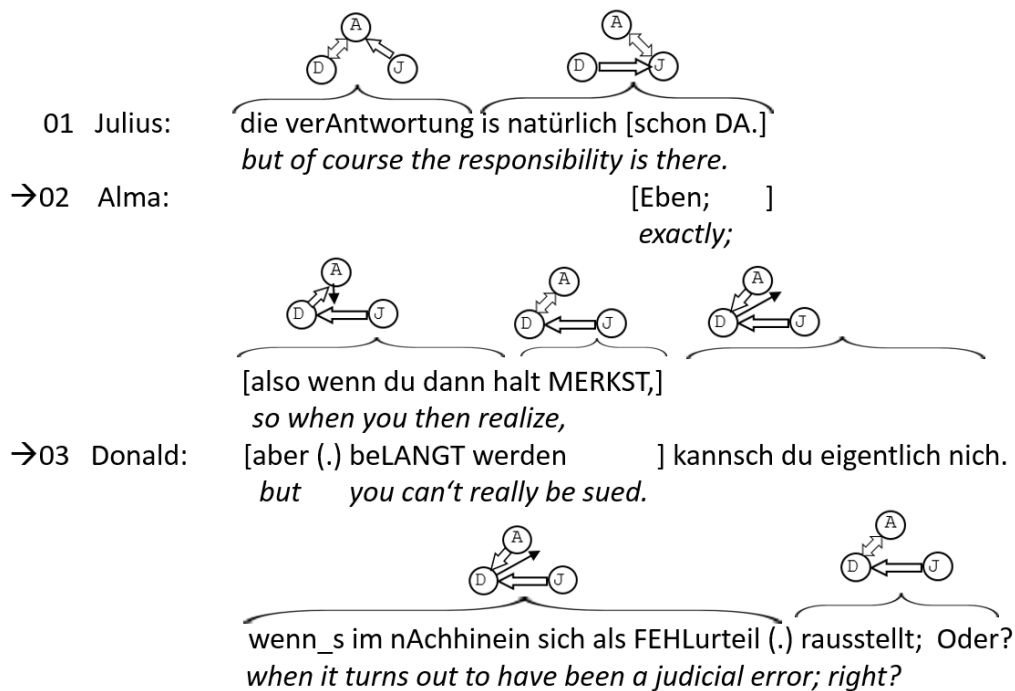 A
D J
A
D J
01 Julius: die verAntwortung is natürlich [schon DA.]
but of course the responsibility is there.
→02 Alma: [Eben; ]
exactly;
A
D J
A
D J
A
D J
[also wenn du dann halt MERKST,]
so when you then realize,
→03 Donald: [aber (.) beLANGT werden ] kannsch du eigentlich nich.
but you can't really be sued.
A
D J
A
D J
wenn_s im nAchhinein sich als FEHLurteil (.) rausstellt; Oder?
when it turns out to have been a judicial error; right?